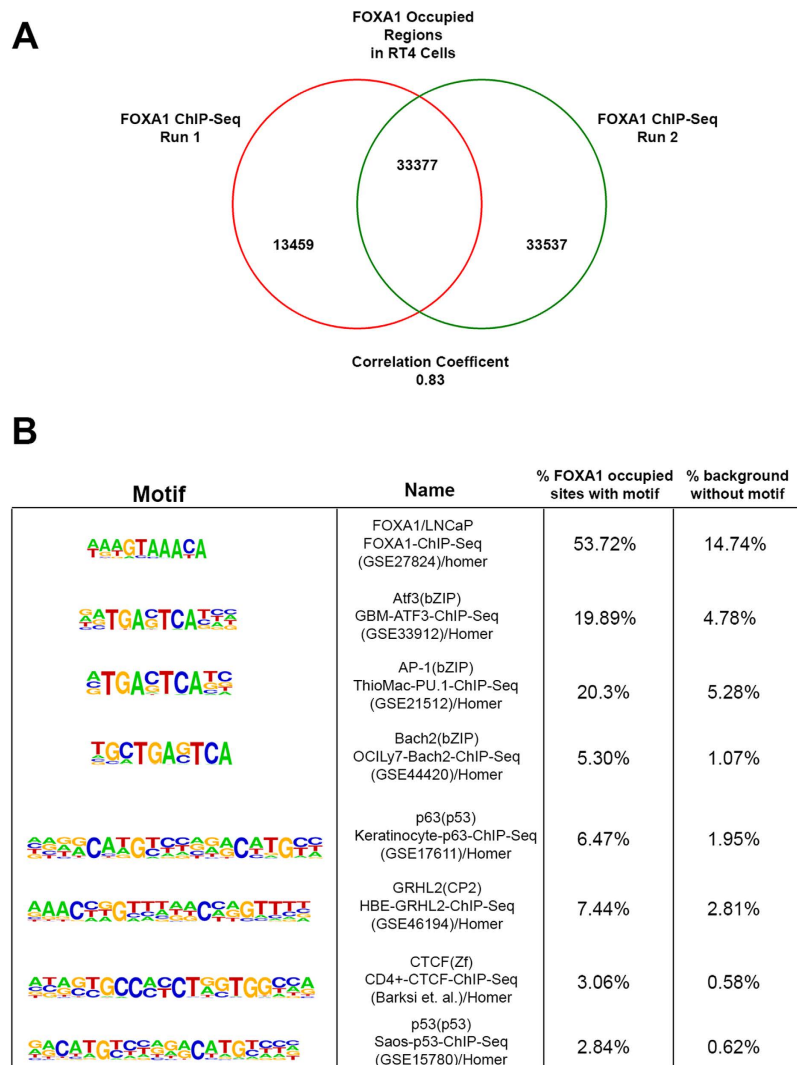 A
FOXA1 Occupied
Regions
in RT4 Cells
FOXA1 ChIP-Seq
Run 1
FOXA1 ChIP-Seq
Run 2
33377
13459
33537
Correlation Coefficent
0.83
B
Motif
Name
% FOXA1 occupied
sites with motif
% background
without motif
AAAGTAAACA
FOXA1/LNCaP
FOXA1-ChIP-Seq
(GSE27824)/homer
53.72%
14.74%
Atf3(bZIP)
GBM-ATF3-ChIP-Seq
(GSE33912)/Homer
19.89%
4.78%
AP-1(bZIP)
ThioMac-PU.1-ChIP-Seq
(GSE21512)/Homer
20.3%
5.28%
TGCTGAGTCA
Bach2(bZIP)
OCILy7-Bach2-ChIP-Seq
(GSE44420)/Homer
5.30%
1.07%
p63(p53)
Keratinocyte-p63-ChIP-Seq
(GSE17611)/Homer
6.47%
1.95%
GRHL2(CP2)
HBE-GRHL2-ChIP-Seq
(GSE46194)/Homer
7.44%
2.81%
CTCF(Zf)
CD4+-CTCF-ChIP-Seq
(Barksi et. al.)/Homer
3.06%
0.58%
p53(p53)
Saos-p53-ChIP-Seq
(GSE15780)/Homer
2.84%
0.62%